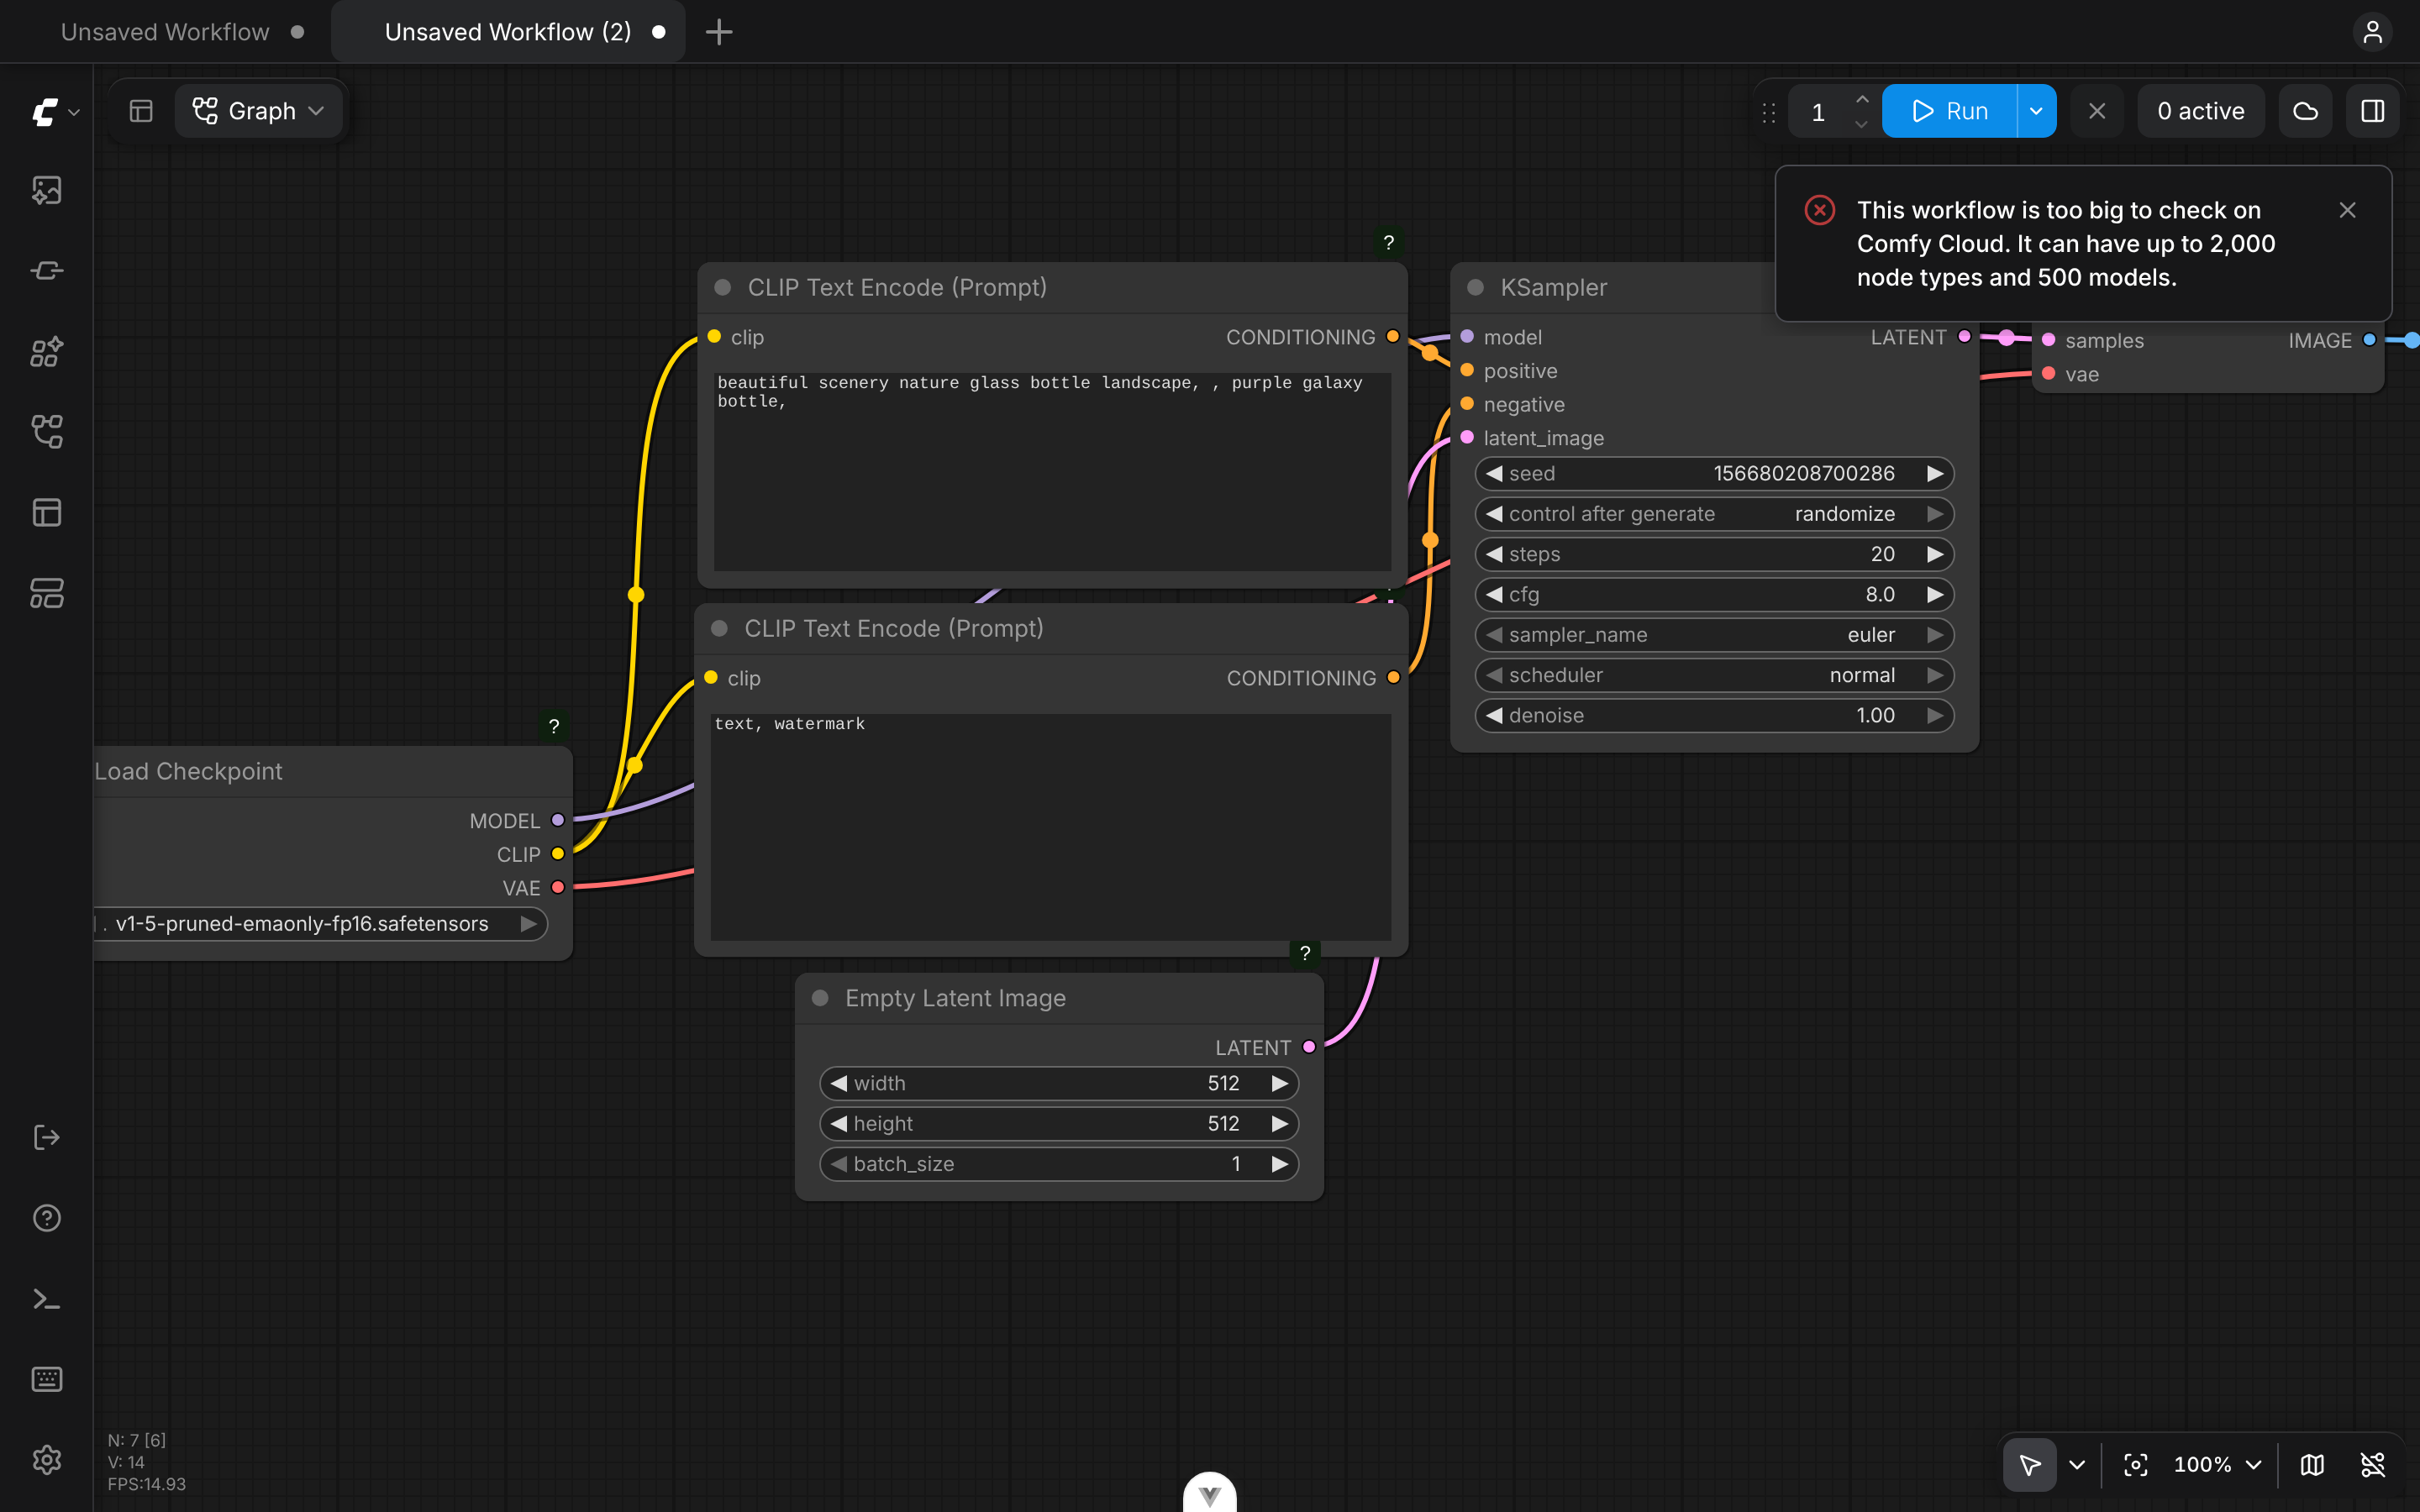 Unsaved Workflow
Unsaved Workflow (2)
Graph
1
Run
0 active
This workflow is too big to check on
Comfy Cloud. It can have up to 2,000
node types and 500 models.
?
CLIP Text Encode (Prompt)
clip
CONDITIONING
beautiful scenery nature glass bottle landscape, , purple galaxy
bottle,
KSampler
model
LATENT
positive
negative
latent_image
seed 156680208700286
control after generate randomize
steps 20
cfg 8.0
sampler_name euler
scheduler normal
denoise 1.00
samples
IMAGE
vae
CLIP Text Encode (Prompt)
clip
CONDITIONING
text, watermark
?
Load Checkpoint
MODEL
CLIP
VAE
. v1-5-pruned-emaonly-fp16.safetensors
?
Empty Latent Image
LATENT
width 512
height 512
batch_size 1
N: 7 [6]
V: 14
FPS:14.93
100%